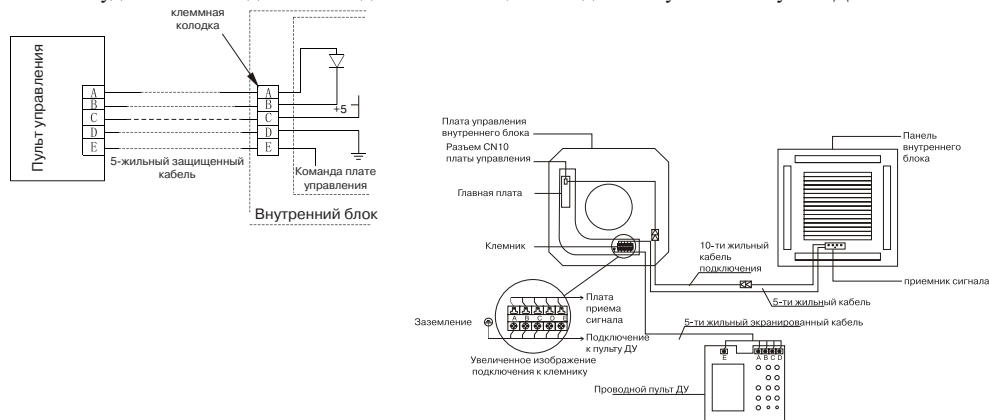 клеммная
колодка
Пульт управления
A
B
C
D
E
A
B
C
D
E
+5
5-жильный защищенный
кабель
Команда плате
управления
Внутренний блок
Плата управления
внутреннего блока
Разъем CN10
платы управления
Главная плата
Клемник
Панель
внутреннего
блока
10-ти жильный
кабель
подключения
приемник сигнала
5-ти жильный кабель
Плата
приема
сигнала
A B C D E
Заземление
Подключение
к пульту ДУ
5-ти жильный экранированный кабель
Увеличенное изображение
подключения к клемнику
E A B C D
Проводной пульт ДУ